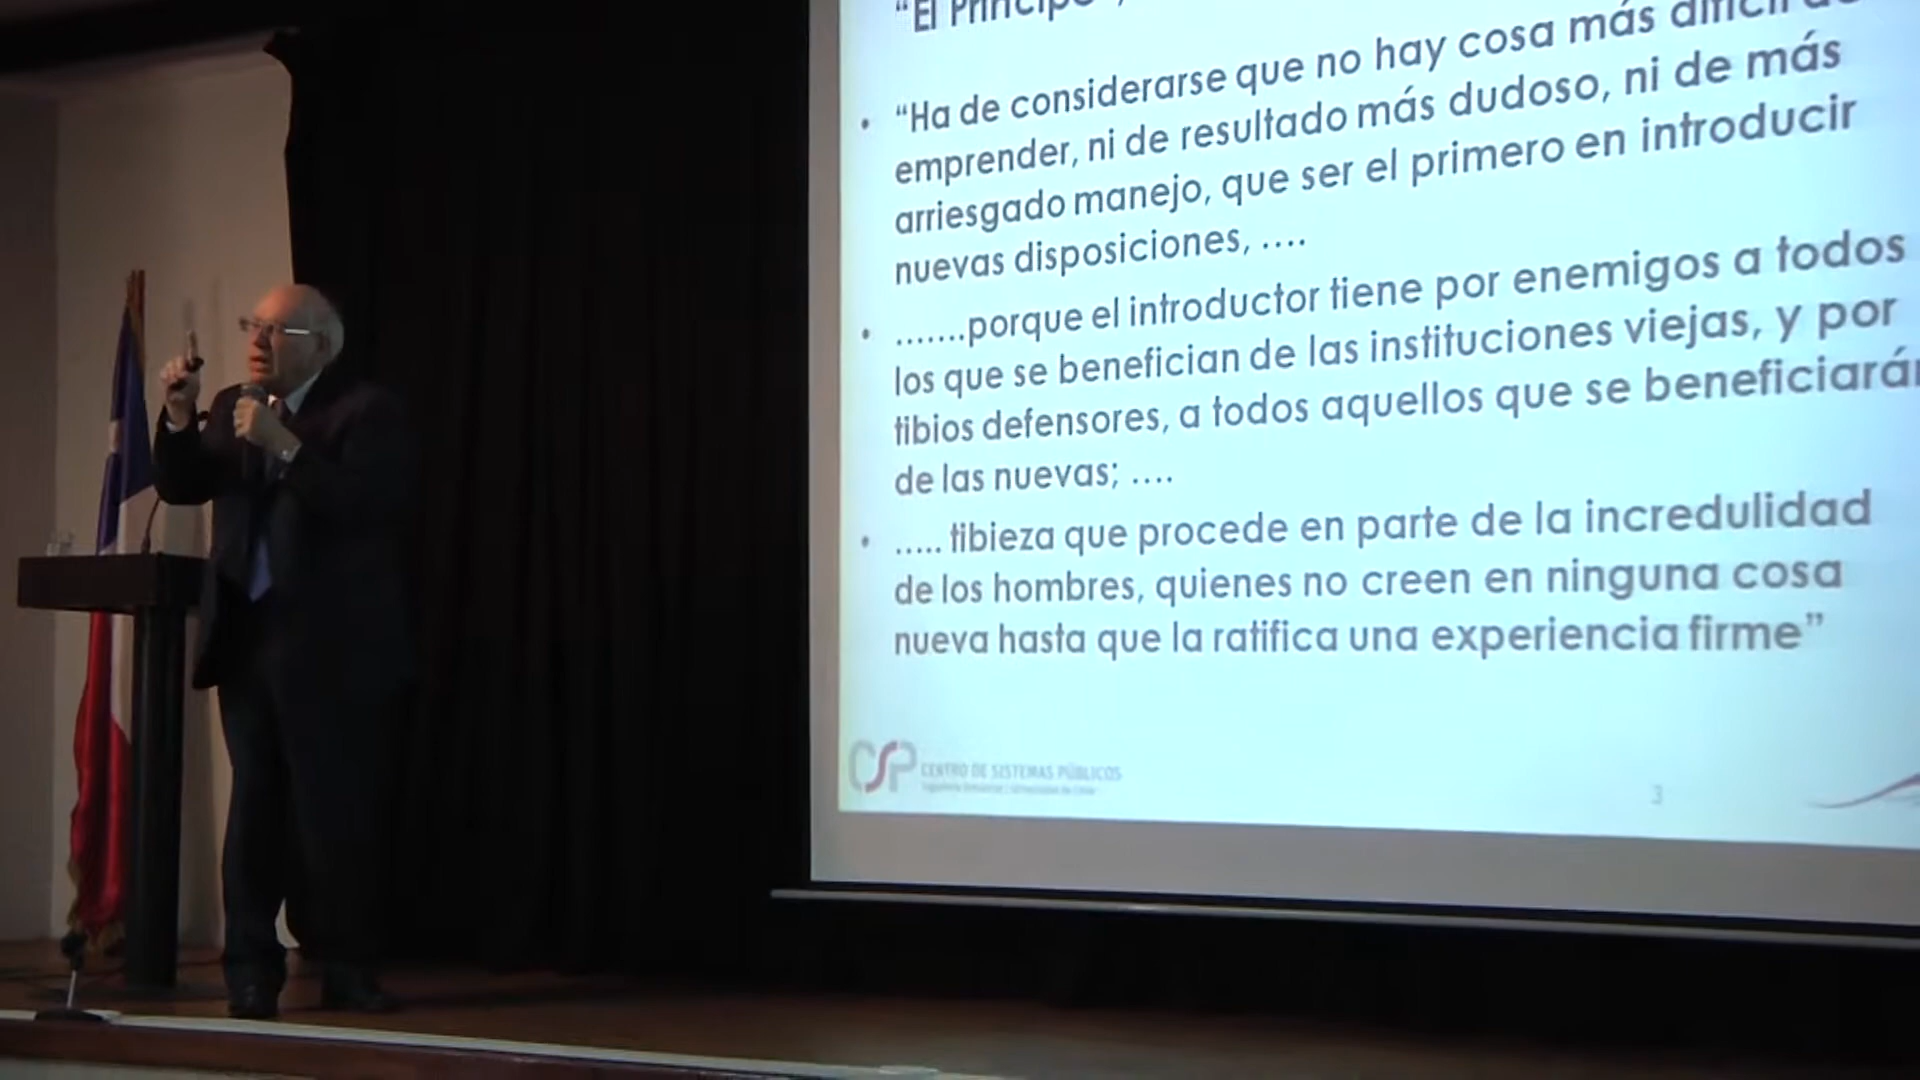 “El Príncipe”,
• “Ha de considerarse que no hay cosa más difícil de
emprender, ni de resultado más dudoso, ni de más
arriesgado manejo, que ser el primero en introducir
nuevas disposiciones, ....
• .......porque el introductor tiene por enemigos a todos
los que se benefician de las instituciones viejas, y por
tibios defensores, a todos aquellos que se beneficiarán
de las nuevas; ....
• ..... tibieza que procede en parte de la incredulidad
de los hombres, quienes no creen en ninguna cosa
nueva hasta que la ratifica una experiencia firme”
CSP CENTRO DE SISTEMAS PÚBLICOS
3